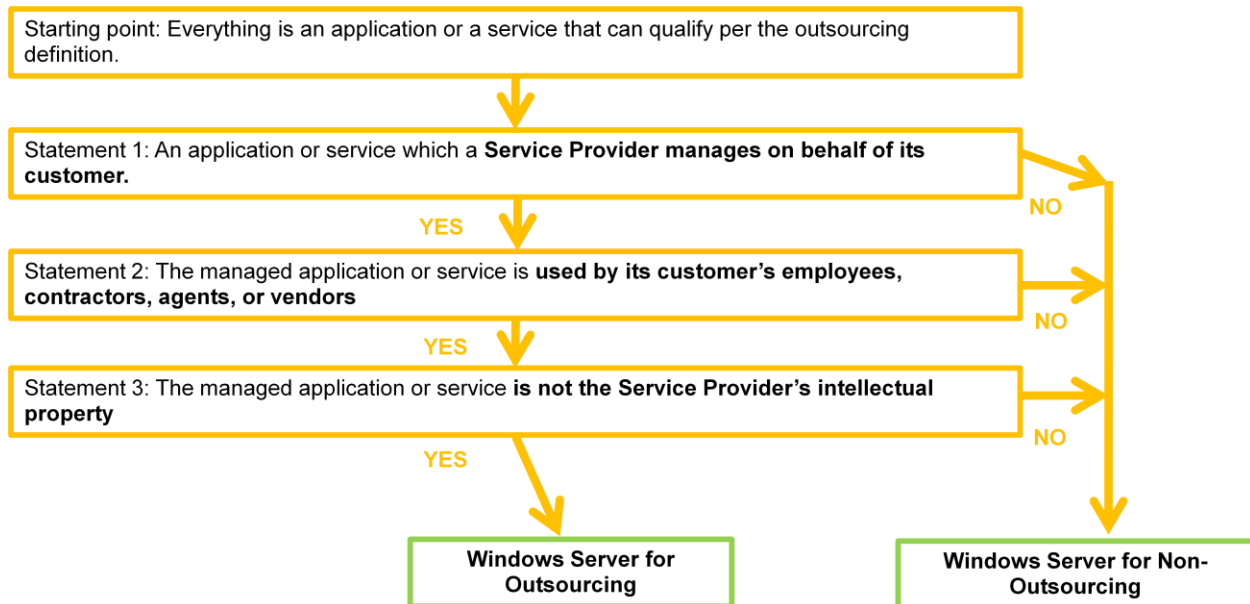 Starting point: Everything is an application or a service that can qualify per the outsourcing
definition.
Statement 1: An application or service which a Service Provider manages on behalf of its
customer.
NO
YES
Statement 2: The managed application or service is used by its customer's employees,
contractors, agents, or vendors
NO
YES
Statement 3: The managed application or service is not the Service Provider's intellectual
property
NO
YES
Windows Server for
Outsourcing
Windows Server for Non-
Outsourcing